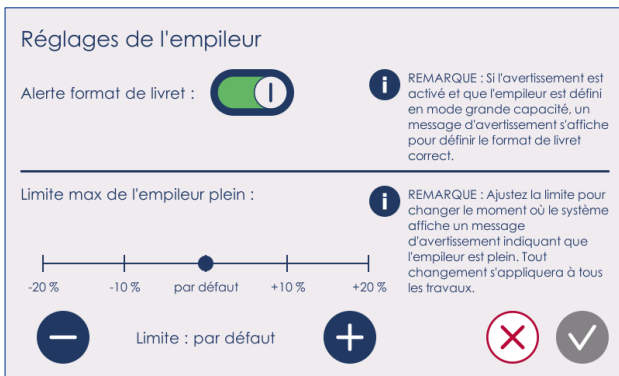 Réglages de l'empileur
Alerte format de livret :
REMARQUE : Si l'avertissement est
activé et que l'empileur est défini
en mode grande capacité, un
message d'avertissement s'affiche
pour définir le format de livret
correct.
Limite max de l'empileur plein :
REMARQUE : Ajustez la limite pour
changer le moment où le système
affiche un message
d'avertissement indiquant que
l'empileur est plein. Tout
changement s'appliquera à tous
les travaux.
-20 % -10 % par défaut +10 % +20 %
Limite : par défaut